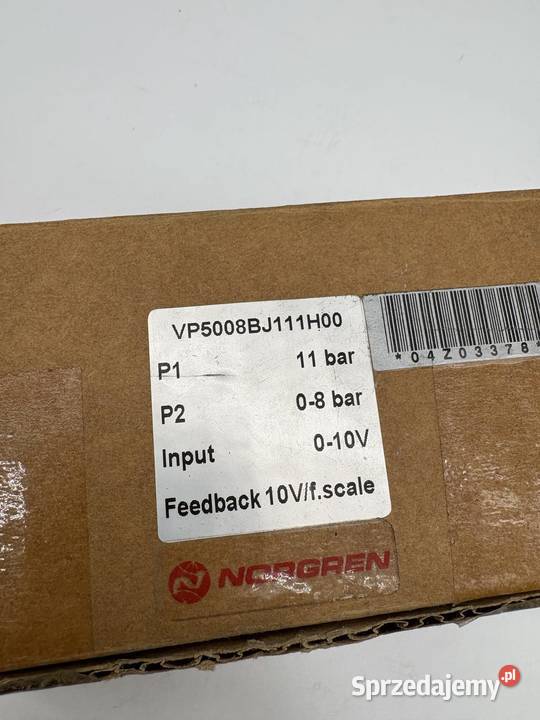 VP5008BJ111H00
P1 11 bar
P2 0-8 bar
Input 0-10V
Feedback 10V/f.scale
*04Z03378*
NORGREN
Sprzedajemy.pl